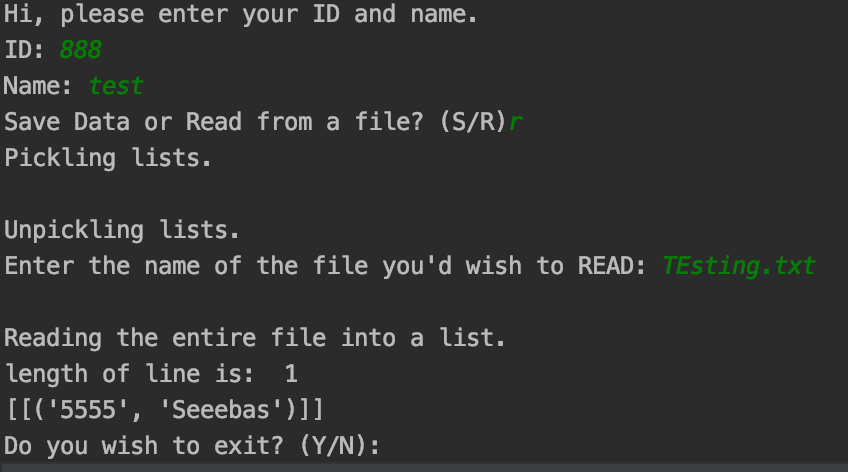 Hi, please enter your ID and name.
ID: 888
Name: test
Save Data or Read from a file? (S/R)r
Pickling lists.
Unpickling lists.
Enter the name of the file you'd wish to READ: TEsting.txt
Reading the entire file into a list.
length of line is:  1
[[('5555', 'Seeebas')]]
Do you wish to exit? (Y/N):